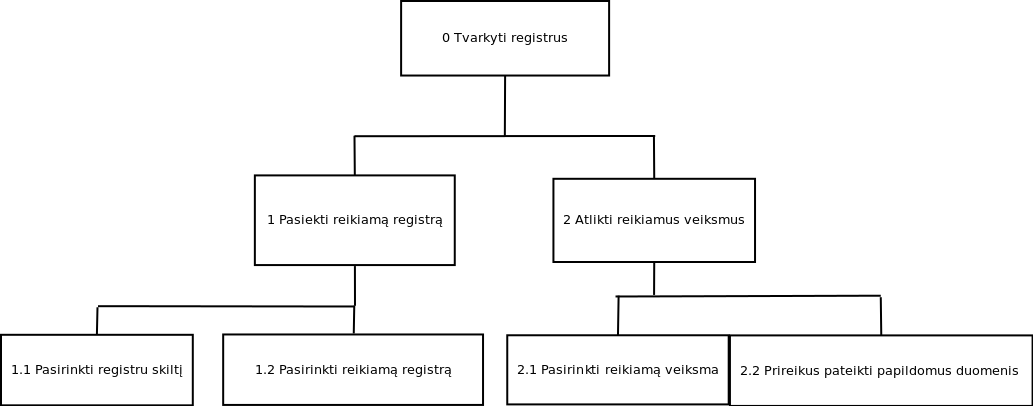 0 Tvarkyti registrus
1 Pasiekti reikiamą registrą
2 Atlikti reikiamus veiksmus
1.1 Pasirinkti registru skiltį
1.2 Pasirinkti reikiamą registrą
2.1 Pasirinkti reikiamą veiksma
2.2 Prireikus pateikti papildomus duomenis